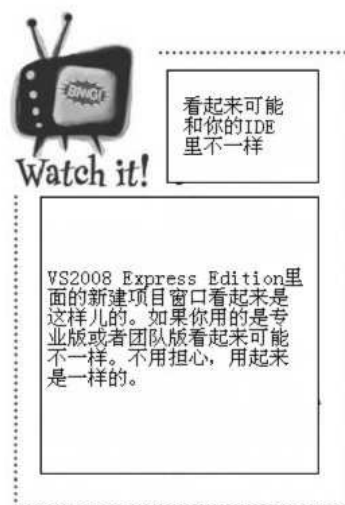 BANG!
看起来可能
和你的IDE
里不一样
Watch it!
VS2008 Express Edition里
面的新建项目窗口看起来是
这样儿的。如果你用的是专
业版或者团队版看起来可能
不一样。不用担心，用起来
是一样的。